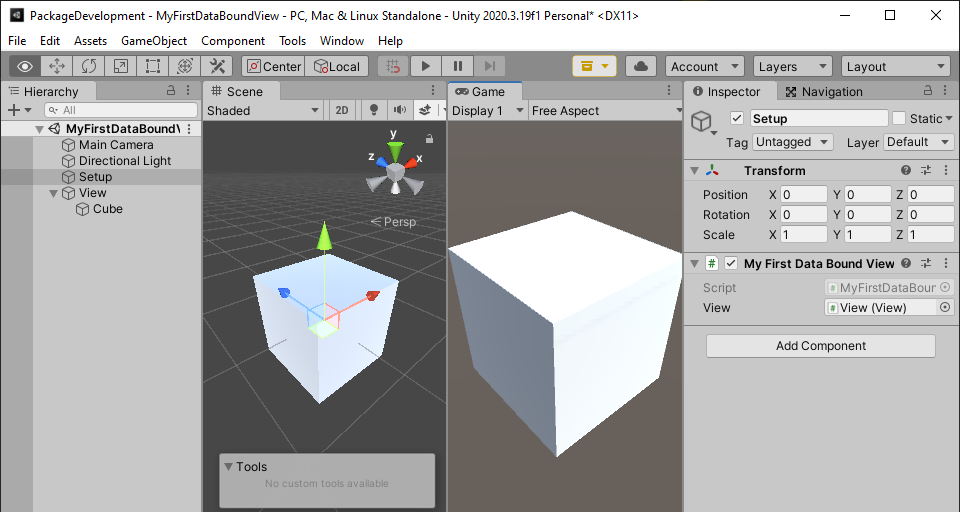 PackageDevelopment - MyFirstDataBoundView - PC, Mac & Linux Standalone - Unity 2020.3.19f1 Personal* <DX11>
File Edit Assets GameObject Component Tools Window Help
Center Local Account Layers Layout
Hierarchy
All
MyFirstDataBound
Main Camera
Directional Light
Setup
View
Cube
Scene
Shaded 2D
y
z x
Persp
Tools
No custom tools available
Game
Display 1 Free Aspect
Inspector Navigation
Setup Static
Tag Untagged Layer Default
Transform
Position X 0 Y 0 Z 0
Rotation X 0 Y 0 Z 0
Scale X 1 Y 1 Z 1
# My First Data Bound View
Script # MyFirstDataBour
View # View (View)
Add Component